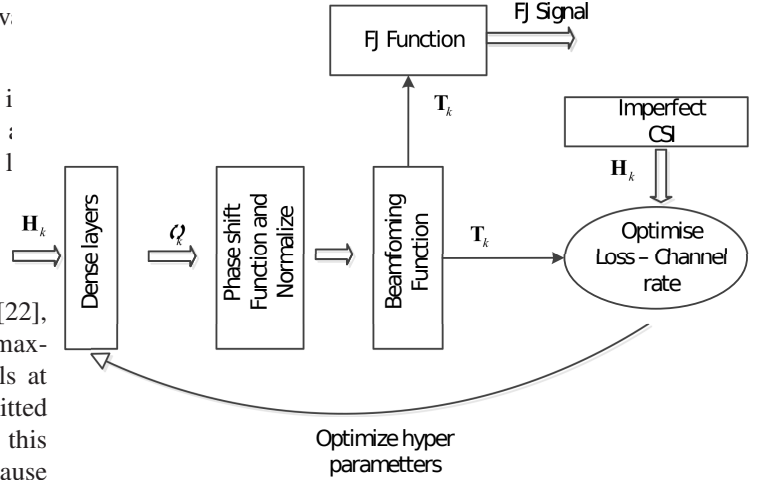 FJ Signal
FJ Function
T_k
Imperfect
CSI
H_k
H_k
Dense layers
Phase shift
Function and
Normalize
Beamfoming
Function
T_k
Optimise
Loss – Channel
rate
Optimize hyper
parametters
[22],
max-
ls at
itted
this
ause